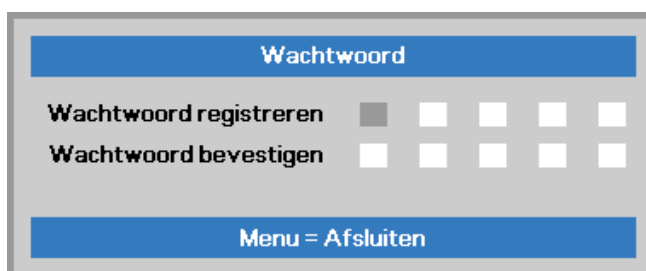 Wachtwoord
Wachtwoord registreren
Wachtwoord bevestigen
Menu = Afsluiten